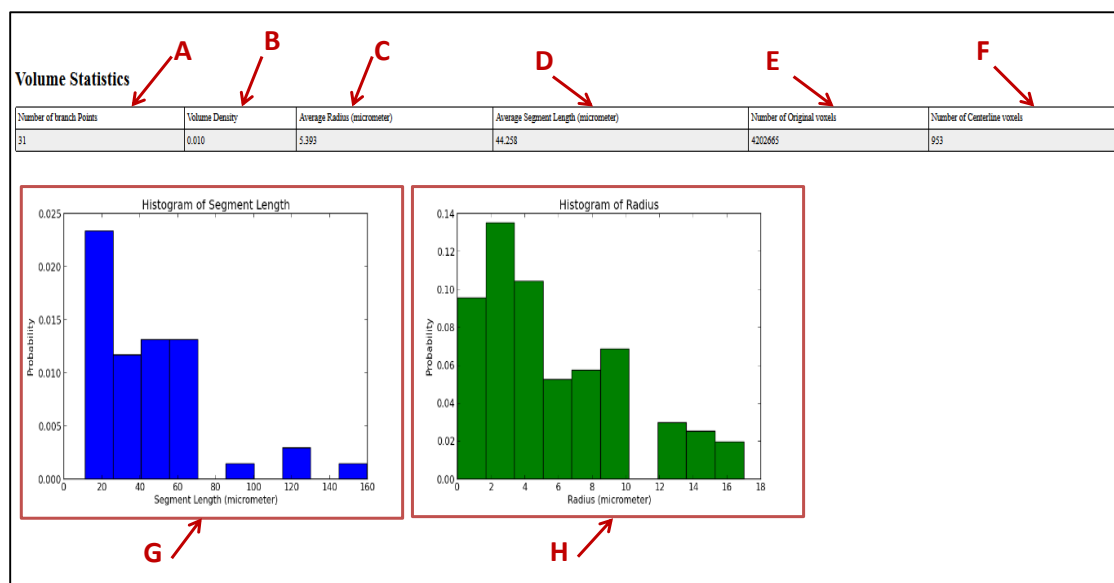 A
B
C
D
E
F
Volume Statistics
Number of branch Points Volume Density Average Radius (micrometer) Average Segment Length (micrometer) Number of Original voxels Number of Centerline voxels
31 0.010 5.393 44.258 4202665 953
Histogram of Segment Length
0.025
0.020
0.015
0.010
0.005
0.000
Probability
0 20 40 60 80 100 120 140 160
Segment Length (micrometer)
Histogram of Radius
0.14
0.12
0.10
0.08
0.06
0.04
0.02
0.00
Probability
0 2 4 6 8 10 12 14 16 18
Radius (micrometer)
G
H